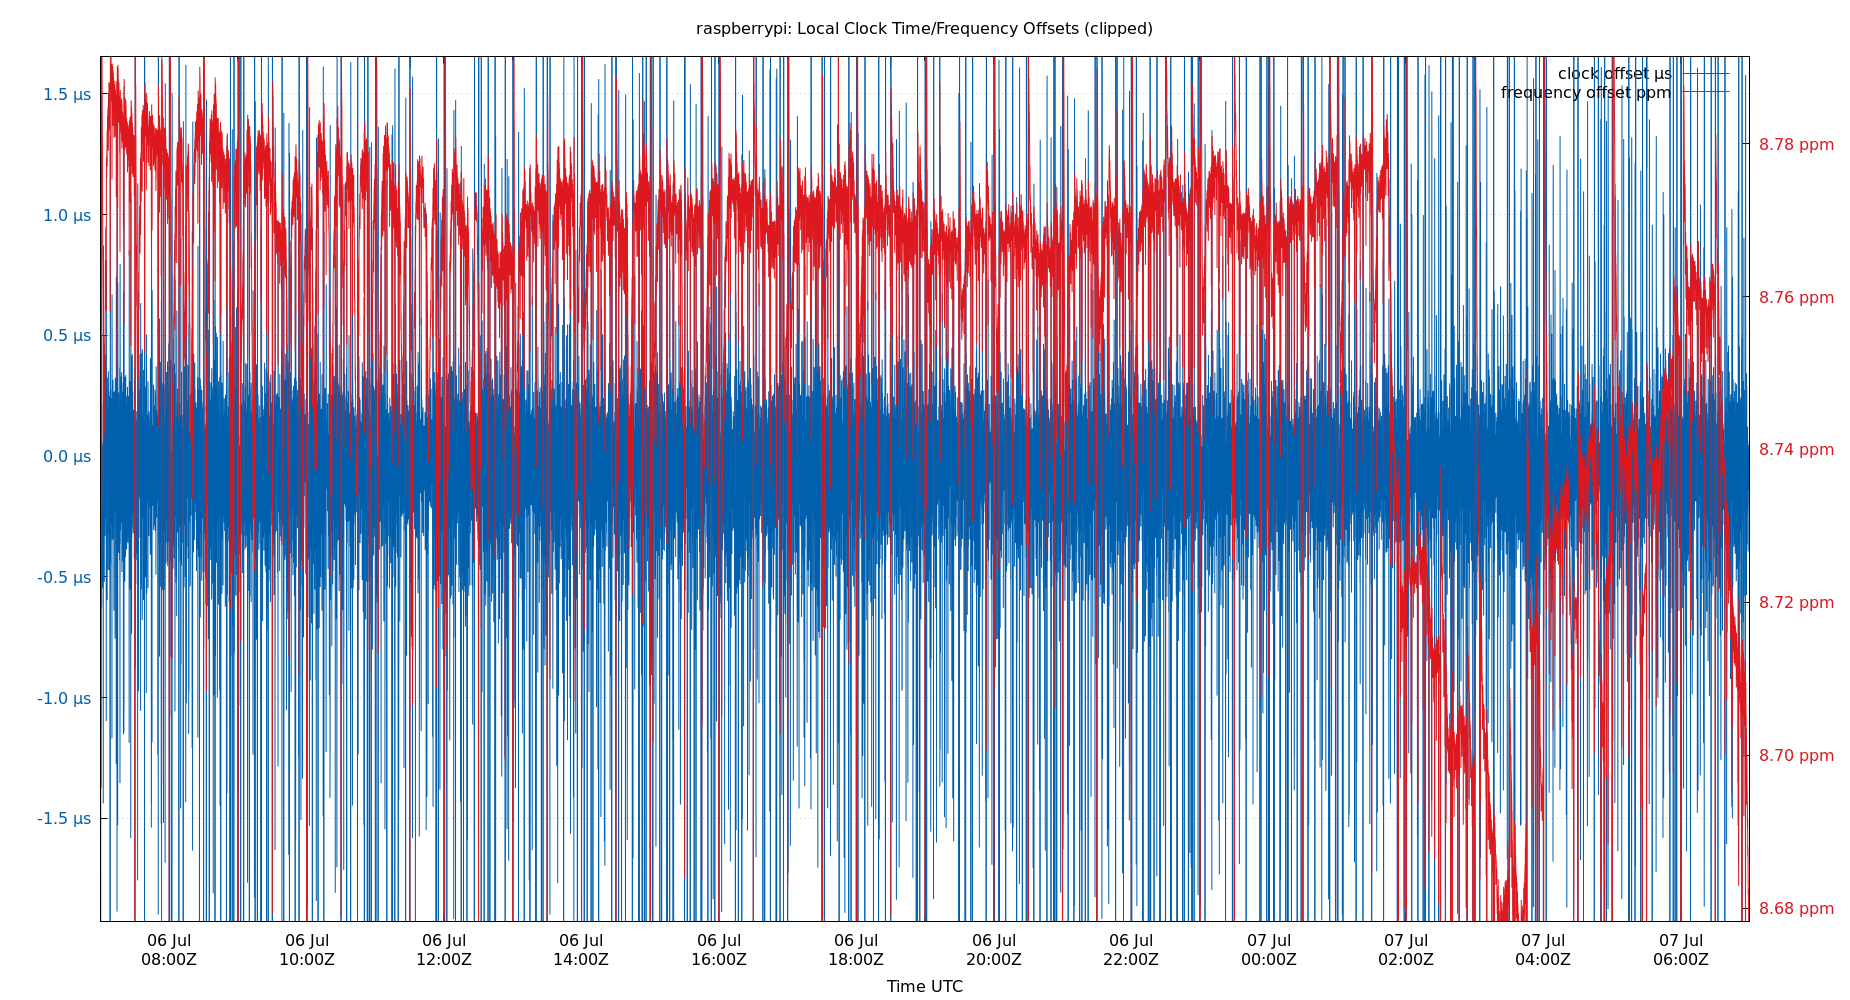 raspberrypi: Local Clock Time/Frequency Offsets (clipped)
clock offset µs
frequency offset ppm
1.5 µs
1.0 µs
0.5 µs
0.0 µs
-0.5 µs
-1.0 µs
-1.5 µs
8.78 ppm
8.76 ppm
8.74 ppm
8.72 ppm
8.70 ppm
8.68 ppm
06 Jul 06 Jul 06 Jul 06 Jul 06 Jul 06 Jul 06 Jul 06 Jul 07 Jul 07 Jul 07 Jul 07 Jul
08:00Z 10:00Z 12:00Z 14:00Z 16:00Z 18:00Z 20:00Z 22:00Z 00:00Z 02:00Z 04:00Z 06:00Z
Time UTC